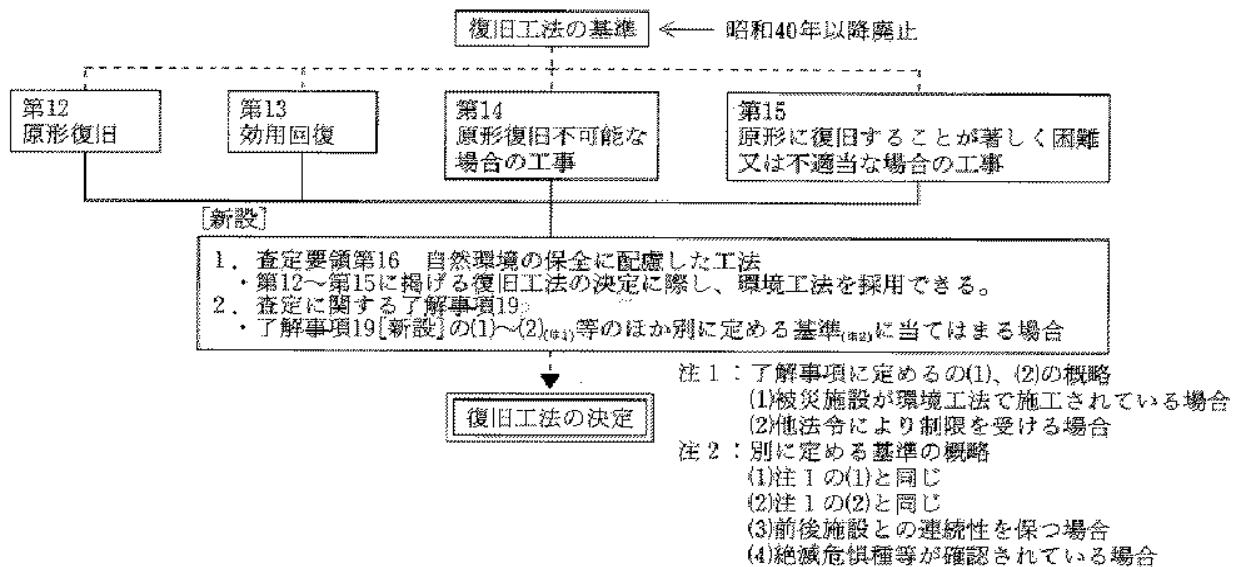 復旧工法の基準 ← 昭和40年以降廃止
第12
原形復旧
第13
効用回復
第14
原形復旧不可能な
場合の工事
第15
原形に復旧することが著しく困難
又は不適当な場合の工事
[新設]
1．査定要領第16　自然環境の保全に配慮した工法
・第12～第15に掲げる復旧工法の決定に際し、環境工法を採用できる。
2．査定に関する了解事項19
・了解事項19[新設]の(1)～(2)(注1)等のほか別に定める基準(注2)に当てはまる場合
復旧工法の決定
注1：了解事項に定めるの(1)、(2)の概略
(1)被災施設が環境工法で施工されている場合
(2)他法令により制限を受ける場合
注2：別に定める基準の概略
(1)注1の(1)と同じ
(2)注1の(2)と同じ
(3)前後施設との連続性を保つ場合
(4)絶滅危惧種等が確認されている場合